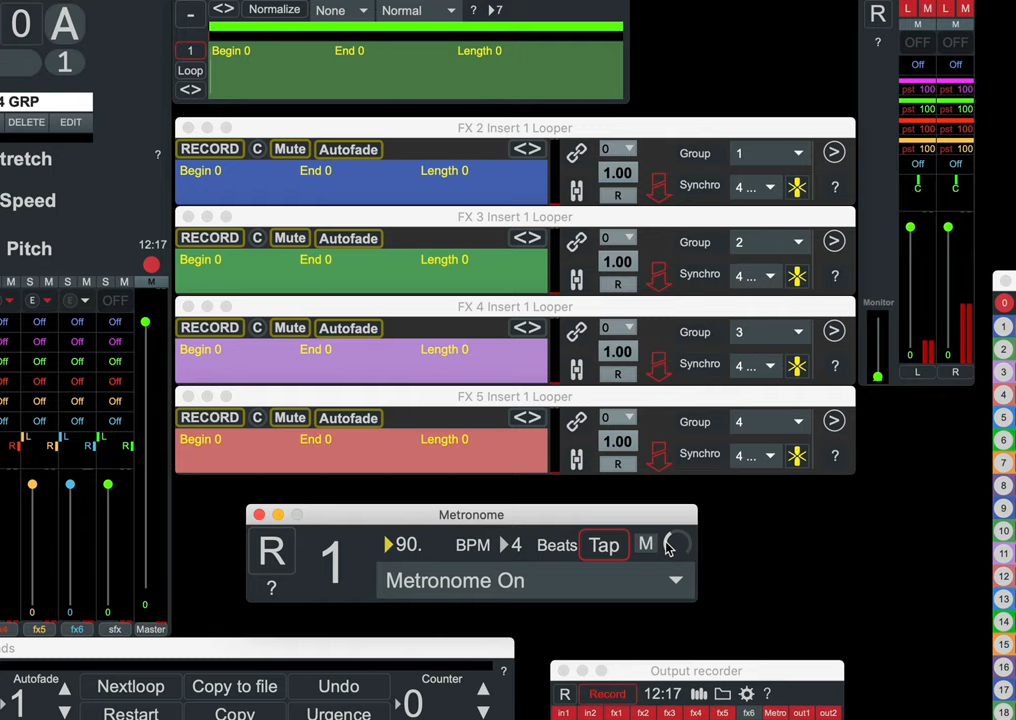 0 A
1
4 GRP
DELETE EDIT
tretch ?
Speed
Pitch 12:17
M S M S M S M M
E E OFF
Off Off Off
Off Off Off
Off Off Off
Off Off Off
Off Off Off
Off Off Off
R L R L R L R
0 0 0 0
fx5 fx6 sfx Master
- <> Normalize None Normal ? 7
1 Begin 0 End 0 Length 0
Loop
<>
FX 2 Insert 1 Looper
RECORD C Mute Autofade <> 0 Group 1 >
Begin 0 End 0 Length 0 1.00 Synchro 4 ... ?
R
FX 3 Insert 1 Looper
RECORD C Mute Autofade <> 0 Group 2 >
Begin 0 End 0 Length 0 1.00 Synchro 4 ... ?
R
FX 4 Insert 1 Looper
RECORD C Mute Autofade <> 0 Group 3 >
Begin 0 End 0 Length 0 1.00 Synchro 4 ... ?
R
FX 5 Insert 1 Looper
RECORD C Mute Autofade <> 0 Group 4 >
Begin 0 End 0 Length 0 1.00 Synchro 4 ... ?
R
Metronome
R 1 90. BPM 4 Beats Tap M
? Metronome On
ds
Autofade ? Counter
1 Nextloop Copy to file Undo 0
Restart Copy Urgence
Output recorder
R Record 12:17 ?
in1 in2 fx1 fx2 fx3 fx4 fx5 fx6 Metro out1 out2
R L M L M
? M M
OFF OFF
Off Off
pst 100 pst 100
pst 100 pst 100
pst 100 pst 100
pst 100 pst 100
Off Off
C C
Monitor
0 0
L R
0
1
2
3
4
5
6
7
8
9
10
11
12
13
14
15
16
17
18